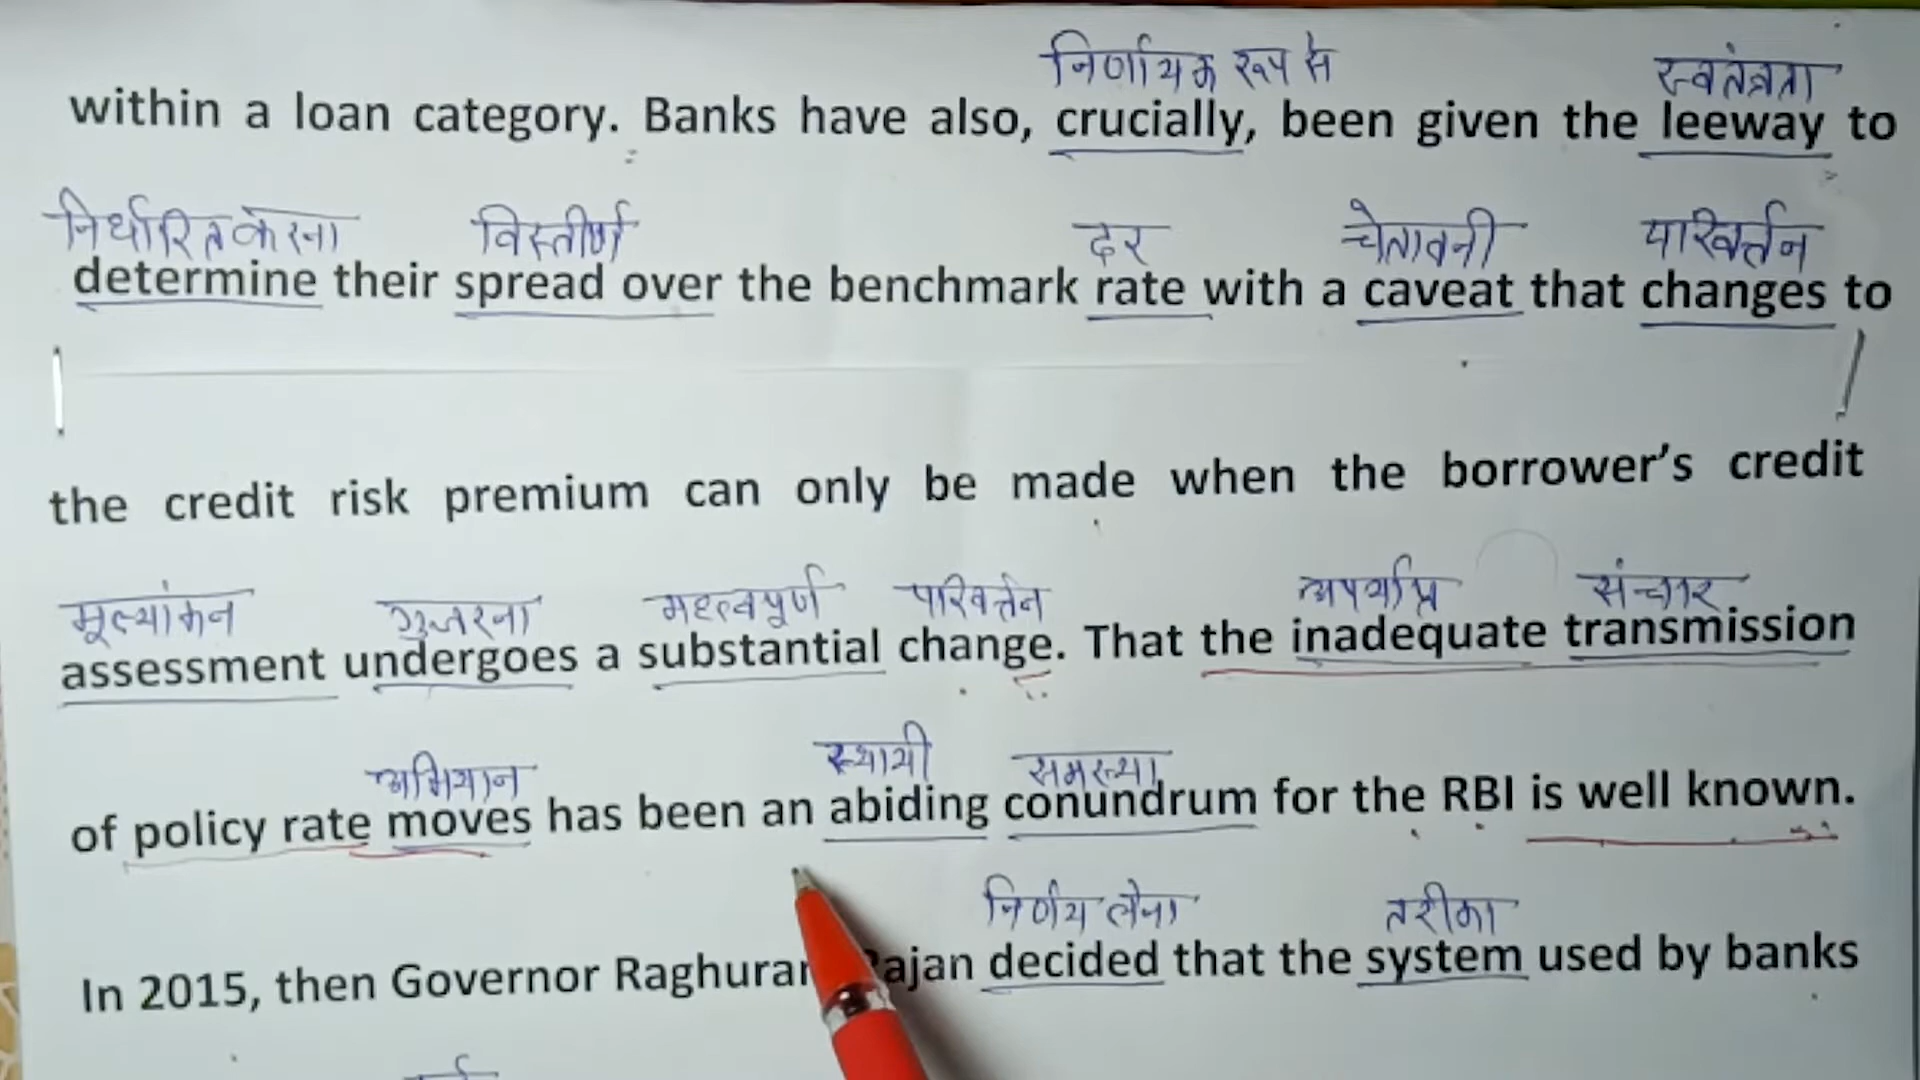 निर्णायक रूप से स्वतंत्रता
within a loan category. Banks have also, crucially, been given the leeway to
निर्धारित करना विस्तीर्ण दर चेतावनी परिवर्तन
determine their spread over the benchmark rate with a caveat that changes to
the credit risk premium can only be made when the borrower's credit
मूल्यांकन गुजरना महत्वपूर्ण परिवर्तन अपर्याप्त संचार
assessment undergoes a substantial change. That the inadequate transmission
अभियान स्थायी समस्या
of policy rate moves has been an abiding conundrum for the RBI is well known.
निर्णय लेना तरीका
In 2015, then Governor Raghuram Rajan decided that the system used by banks